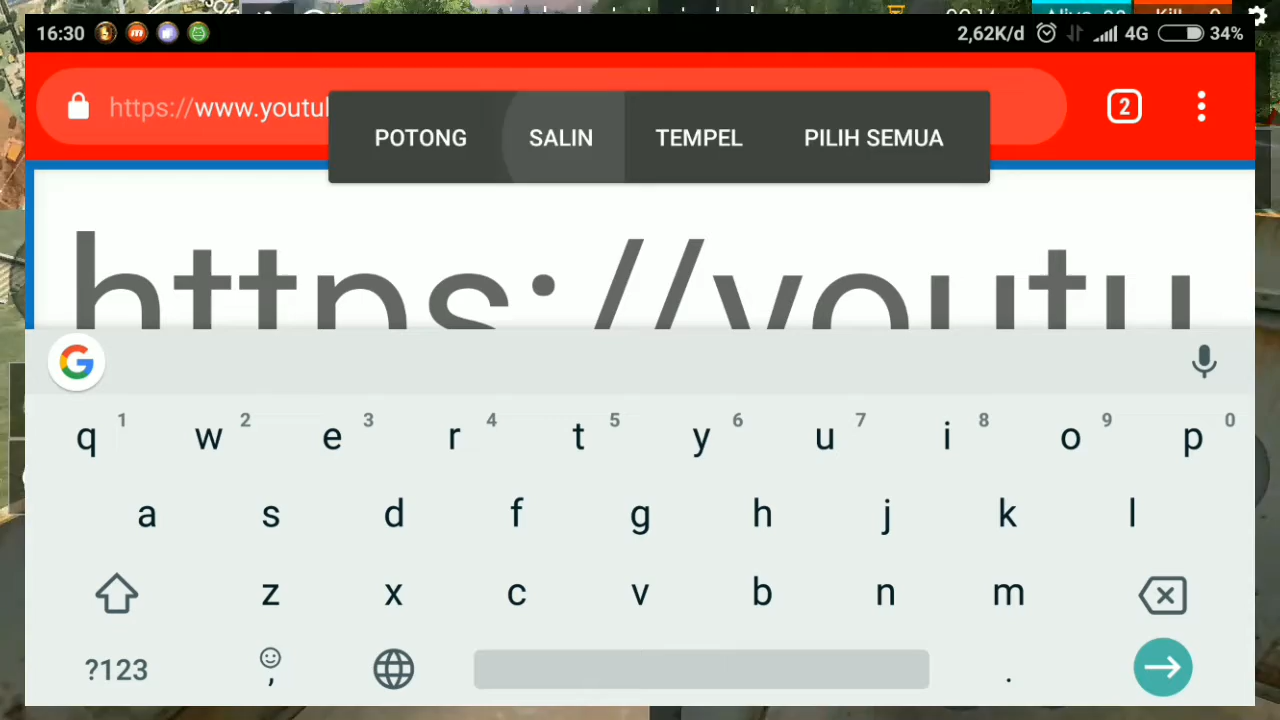 16:30 2,62K/d 4G 34%
https://www.youtu 2
POTONG SALIN TEMPEL PILIH SEMUA
https://youtu
G
q 1 w 2 e 3 r 4 t 5 y 6 u 7 i 8 o 9 p 0
a s d f g h j k l
z x c v b n m
?123 , .